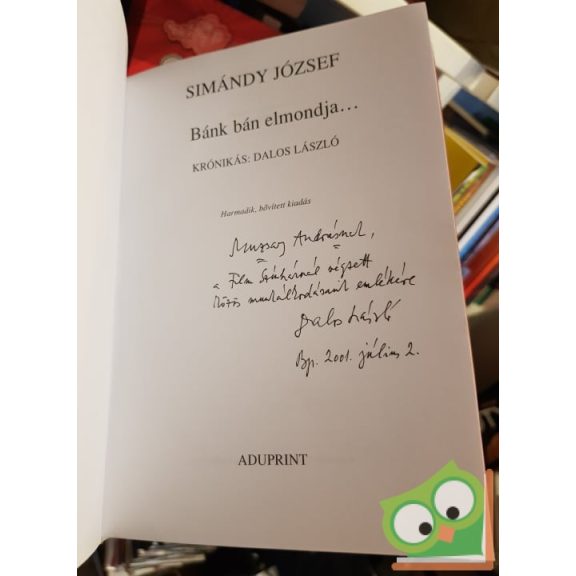 SIMÁNDY JÓZSEF
Bánk bán elmondja...
KRÓNIKÁS: DALOS LÁSZLÓ
Harmadik, bővített kiadás
Andrásnak,
a Film Színháznál végzett
közös munkálkodásunk emlékére
Dalos László
Bp. 2001. július 2.
ADUPRINT